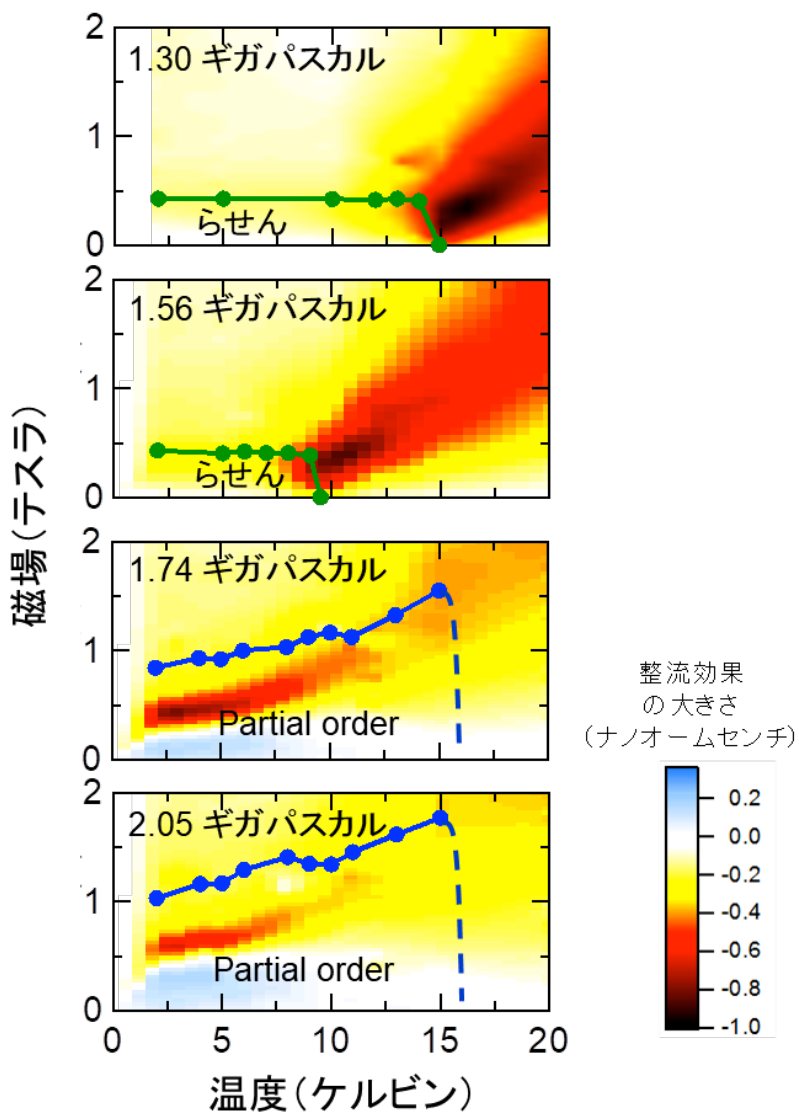 磁場(テスラ)
2
1.30 ギガパスカル
1
らせん
0
2
1.56 ギガパスカル
1
らせん
0
2
1.74 ギガパスカル
1
Partial order
0
2
2.05 ギガパスカル
1
Partial order
0
0 5 10 15 20
温度(ケルビン)
整流効果
の大きさ
(ナノオームセンチ)
0.2
0.0
-0.2
-0.4
-0.6
-0.8
-1.0